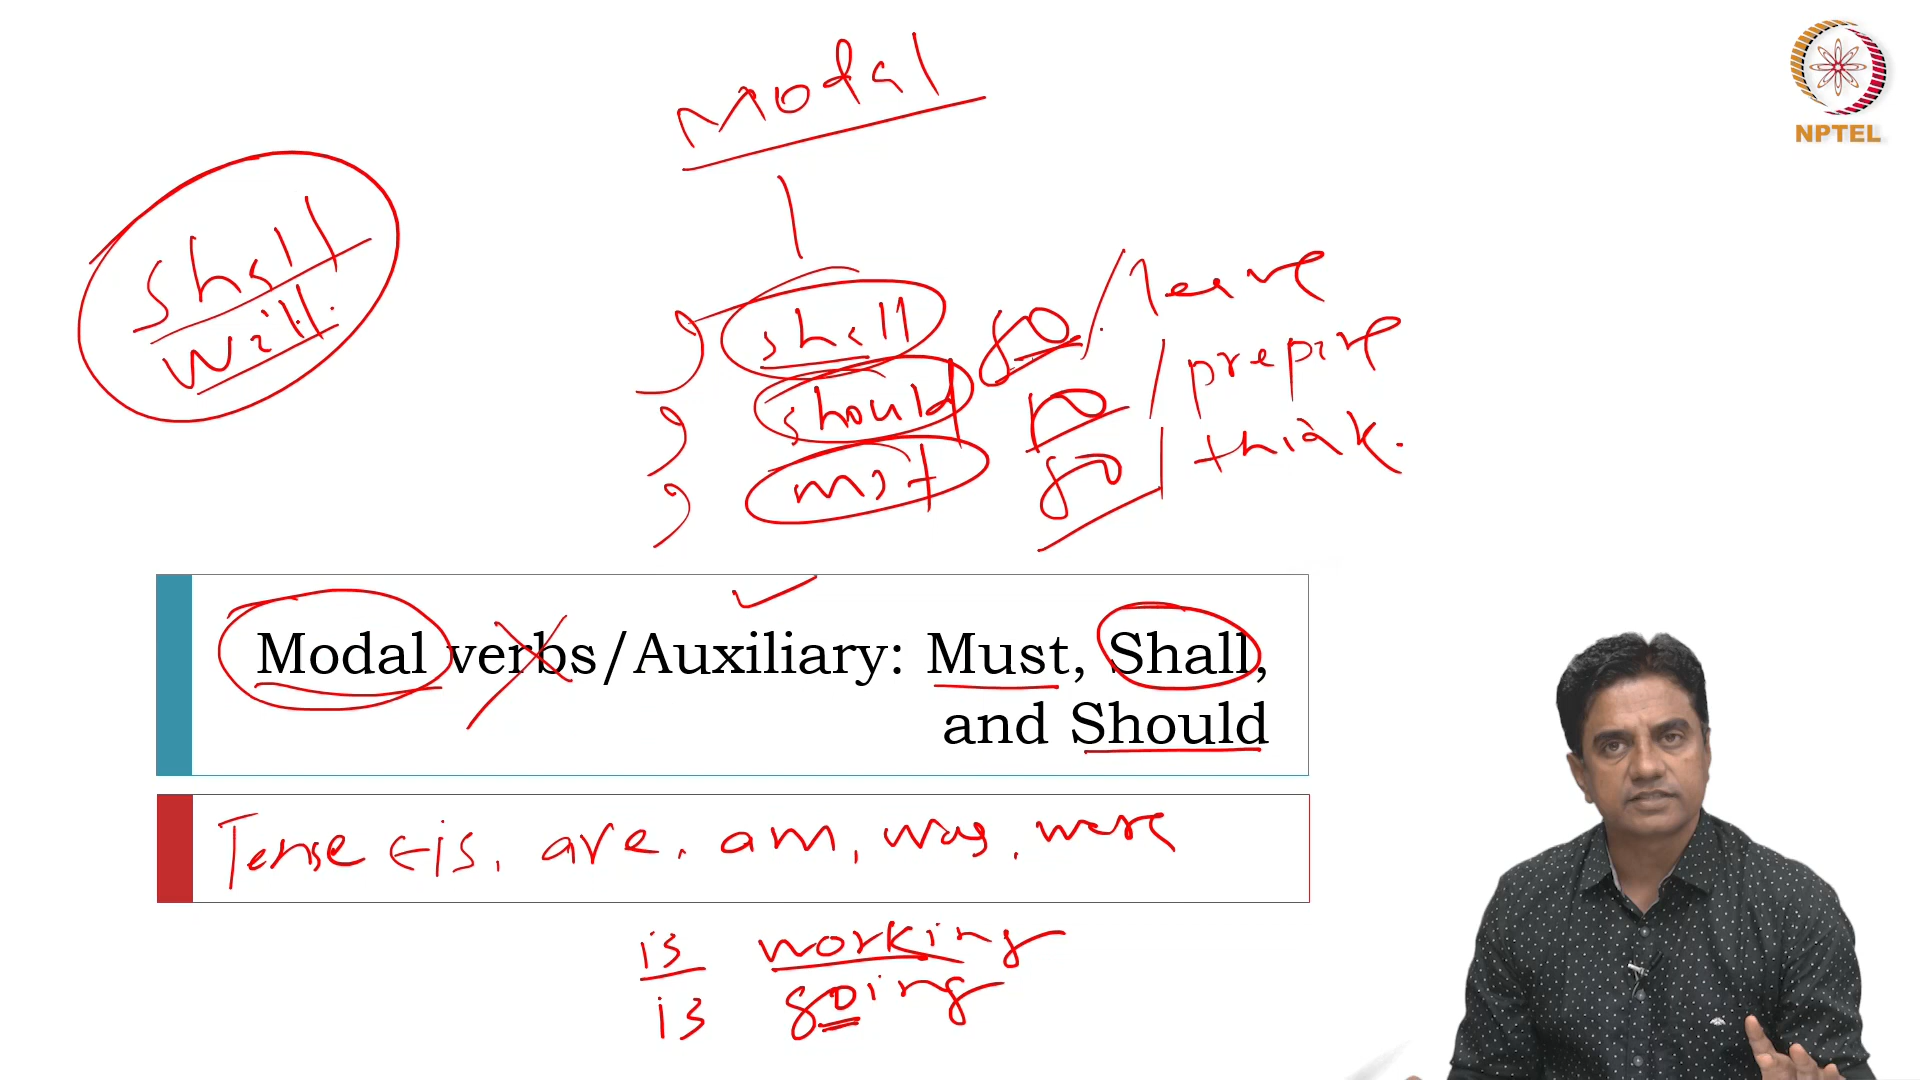 Modal
NPTEL
shall
will
shall go / leave
should go / prepare
must go / think.
Modal verbs/Auxiliary: Must, Shall,
and Should
Tense is, are, am, was, were
is working
is going